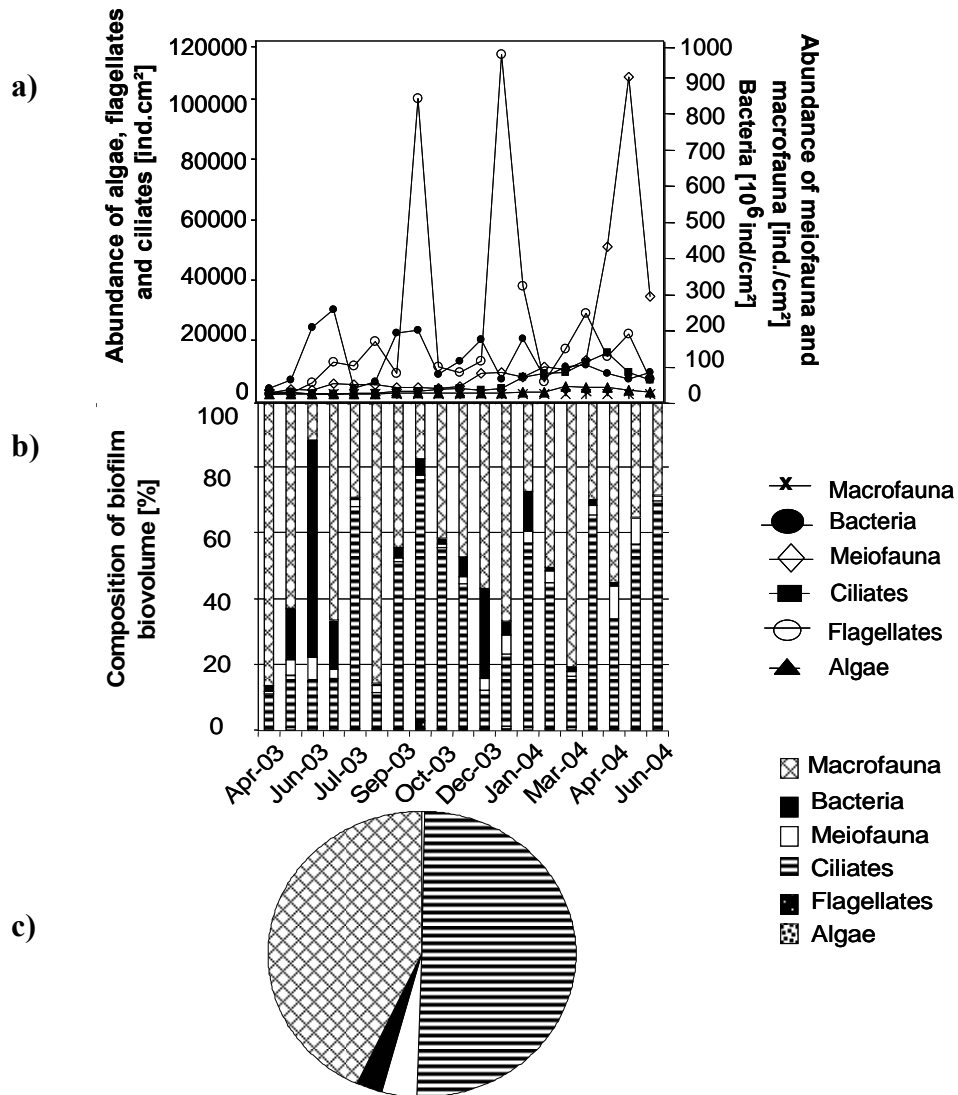 a)
Abundance of algae, flagellates
and ciliates [ind.cm²]
120000
100000
80000
60000
40000
20000
0
1000
900
800
700
600
500
400
300
200
100
0
Bacteria [10⁶ ind/cm²]
Abundance of meiofauna and
macrofauna [ind./cm²]
b)
Composition of biofilm
biovolume [%]
100
80
60
40
20
0
Apr-03
Jun-03
Jul-03
Sep-03
Oct-03
Dec-03
Jan-04
Mar-04
Apr-04
Jun-04
Macrofauna
Bacteria
Meiofauna
Ciliates
Flagellates
Algae
Macrofauna
Bacteria
Meiofauna
Ciliates
Flagellates
Algae
c)